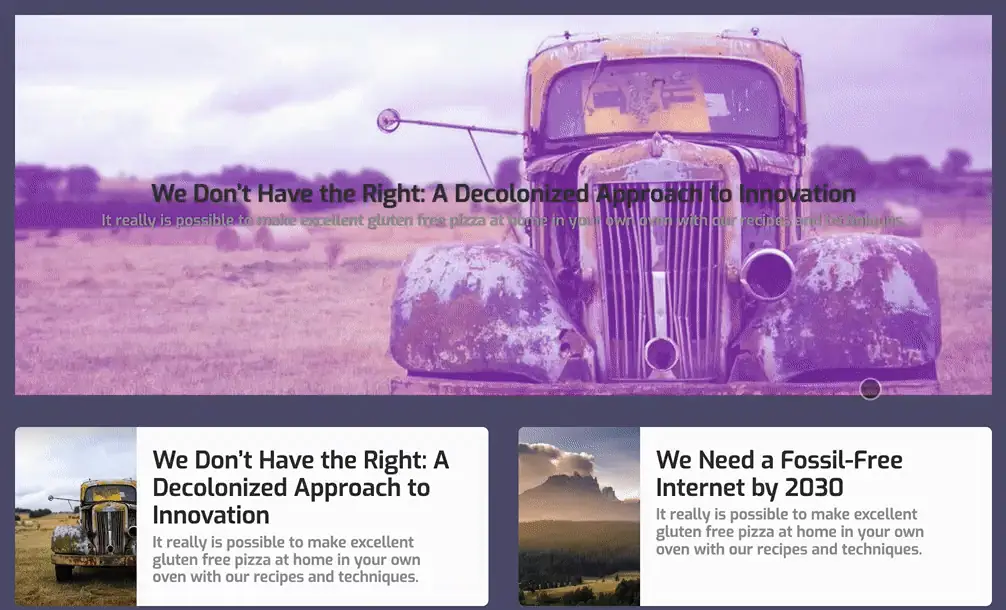 We Don't Have the Right: A Decolonized Approach to Innovation
It really is possible to make excellent gluten free pizza at home in your own oven with our recipes and techniques.
We Don't Have the Right: A
Decolonized Approach to
Innovation
It really is possible to make excellent
gluten free pizza at home in your own
oven with our recipes and techniques.
We Need a Fossil-Free
Internet by 2030
It really is possible to make excellent
gluten free pizza at home in your own
oven with our recipes and techniques.